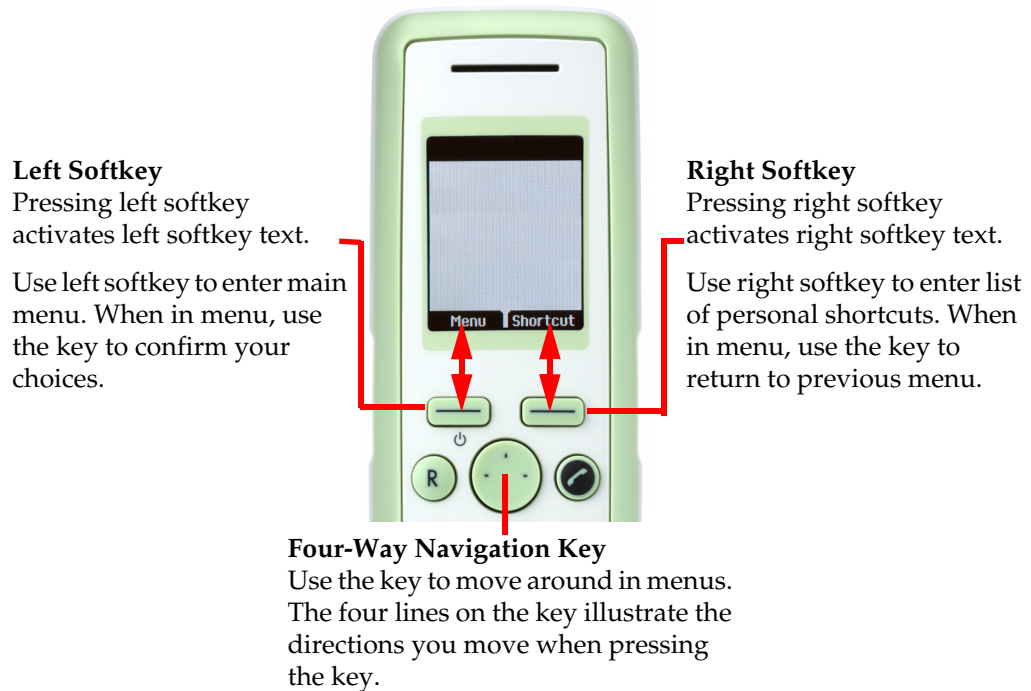 Left Softkey
Pressing left softkey
activates left softkey text.
Use left softkey to enter main
menu. When in menu, use
the key to confirm your
choices.
Menu
Shortcut
R
Right Softkey
Pressing right softkey
activates right softkey text.
Use right softkey to enter list
of personal shortcuts. When
in menu, use the key to
return to previous menu.
Four-Way Navigation Key
Use the key to move around in menus.
The four lines on the key illustrate the
directions you move when pressing
the key.